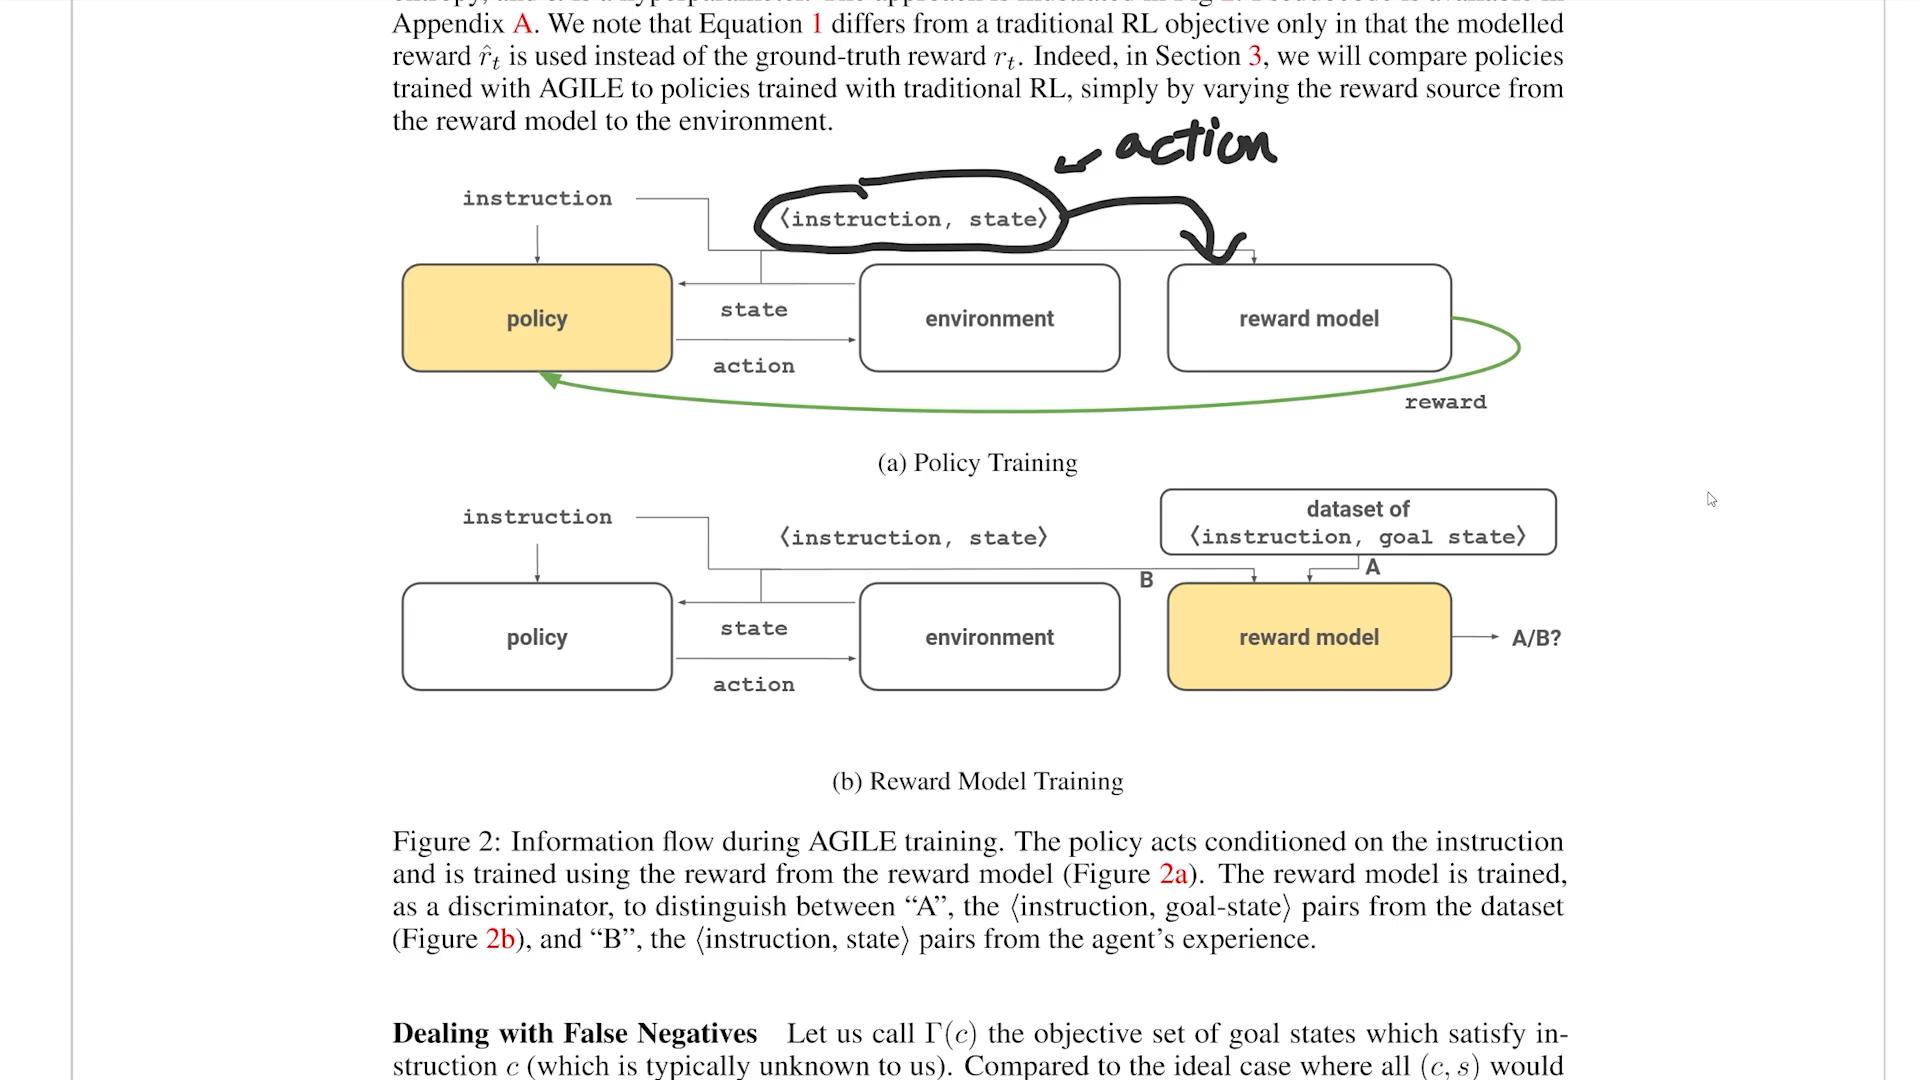 Appendix A. We note that Equation 1 differs from a traditional RL objective only in that the modelled
reward r̂ₜ is used instead of the ground-truth reward rₜ. Indeed, in Section 3, we will compare policies
trained with AGILE to policies trained with traditional RL, simply by varying the reward source from
the reward model to the environment.
action
instruction
⟨instruction, state⟩
policy
state
action
environment
reward model
reward
(a) Policy Training
instruction
⟨instruction, state⟩
dataset of
⟨instruction, goal state⟩
A
B
policy
state
action
environment
reward model
A/B?
(b) Reward Model Training
Figure 2: Information flow during AGILE training. The policy acts conditioned on the instruction
and is trained using the reward from the reward model (Figure 2a). The reward model is trained,
as a discriminator, to distinguish between “A”, the ⟨instruction, goal-state⟩ pairs from the dataset
(Figure 2b), and “B”, the ⟨instruction, state⟩ pairs from the agent’s experience.
Dealing with False Negatives Let us call Γ(c) the objective set of goal states which satisfy in-
struction c (which is typically unknown to us). Compared to the ideal case where all (c, s) would